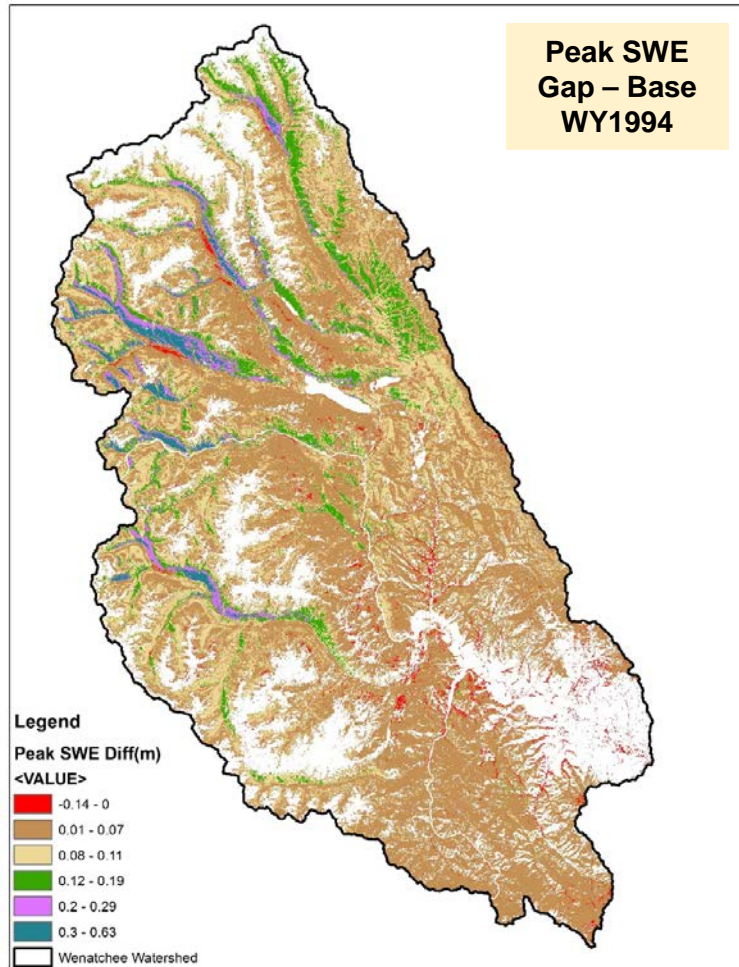 Peak SWE
Gap – Base
WY1994
Legend
Peak SWE Diff(m)
<VALUE>
-0.14 - 0
0.01 - 0.07
0.08 - 0.11
0.12 - 0.19
0.2 - 0.29
0.3 - 0.63
Wenatchee Watershed